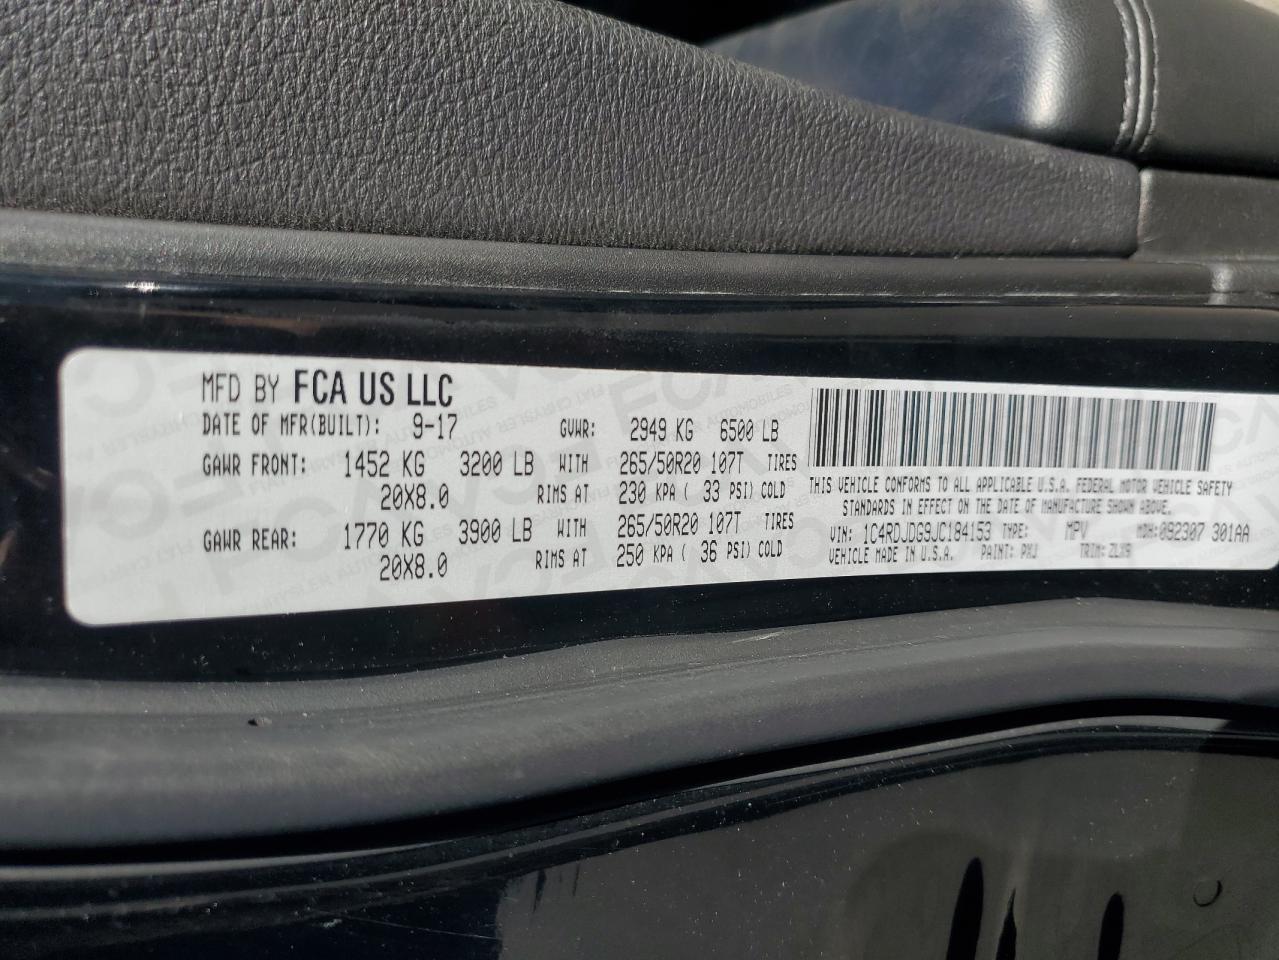 MFD BY FCA US LLC
DATE OF MFR(BUILT): 9-17 GVWR: 2949 KG 6500 LB
GAWR FRONT: 1452 KG 3200 LB WITH 265/50R20 107T TIRES
20X8.0 RIMS AT 230 KPA ( 33 PSI) COLD
GAWR REAR: 1770 KG 3900 LB WITH 265/50R20 107T TIRES
20X8.0 RIMS AT 250 KPA ( 36 PSI) COLD
THIS VEHICLE CONFORMS TO ALL APPLICABLE U.S.A. FEDERAL MOTOR VEHICLE SAFETY
STANDARDS IN EFFECT ON THE DATE OF MANUFACTURE SHOWN ABOVE.
VIN: 1C4RDJDG9JC184153 TYPE: MPV MDH: 092307 301AA
VEHICLE MADE IN U.S.A. PAINT: PXJ TRIM: